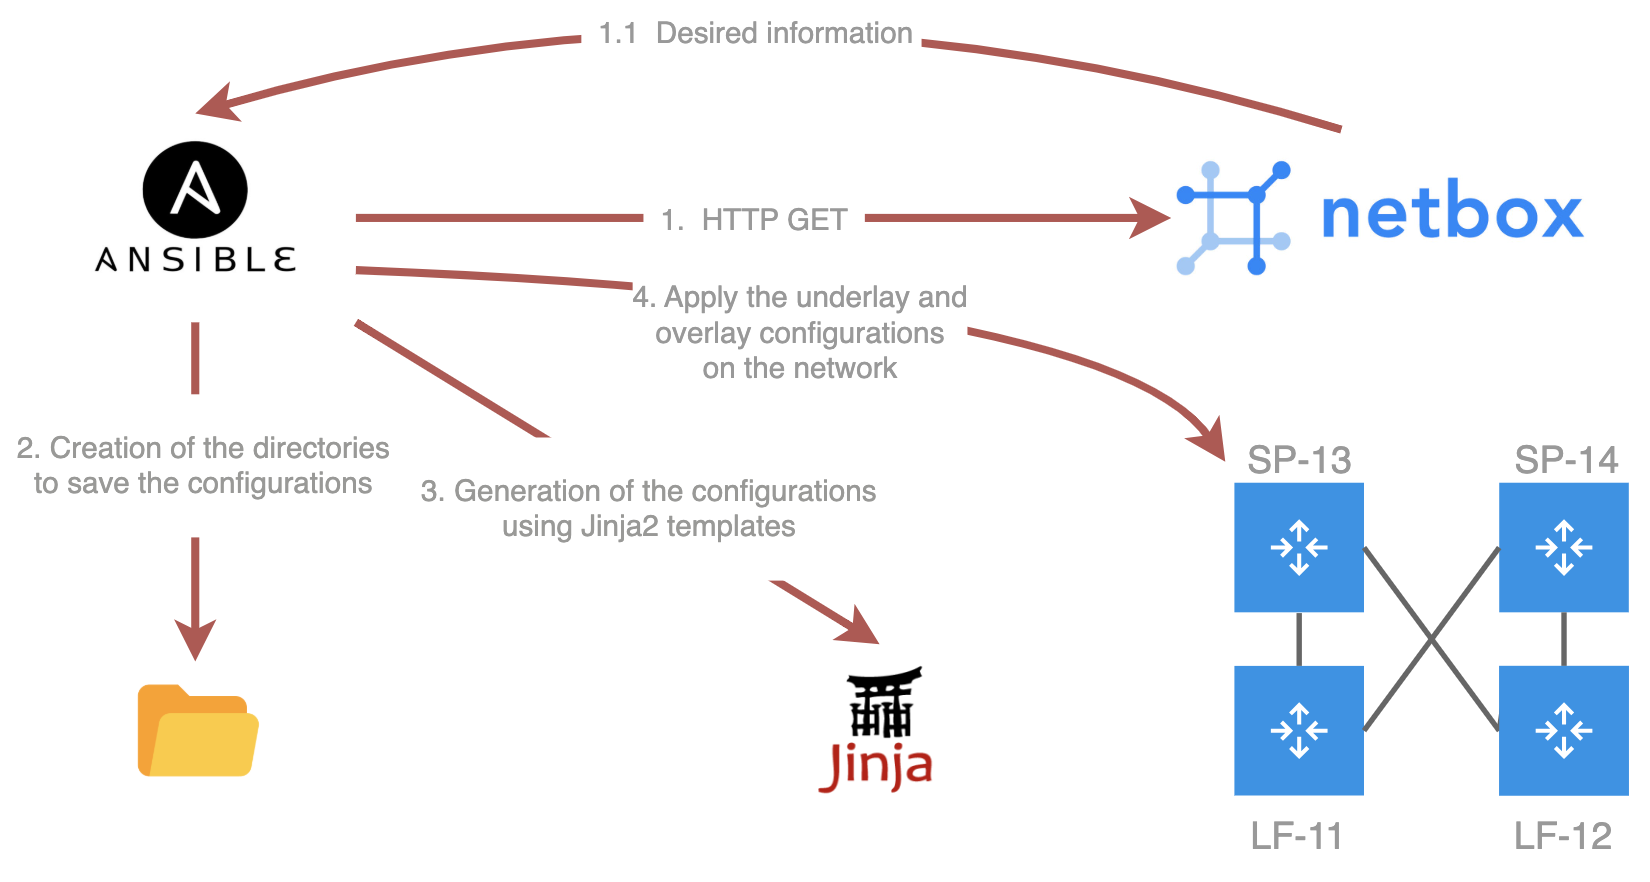 1.1 Desired information
ANSIBLE
1. HTTP GET
netbox
4. Apply the underlay and
overlay configurations
on the network
2. Creation of the directories
to save the configurations
3. Generation of the configurations
using Jinja2 templates
SP-13
SP-14
Jinja
LF-11
LF-12